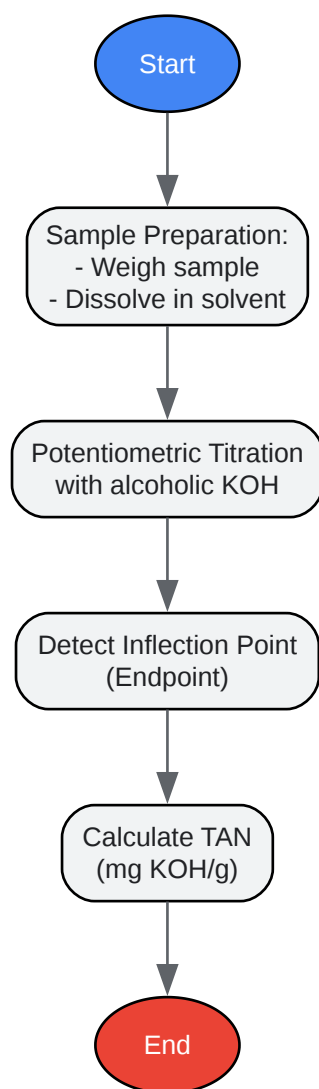 Start
Sample Preparation:
- Weigh sample
- Dissolve in solvent
Potentiometric Titration
with alcoholic KOH
Detect Inflection Point
(Endpoint)
Calculate TAN
(mg KOH/g)
End